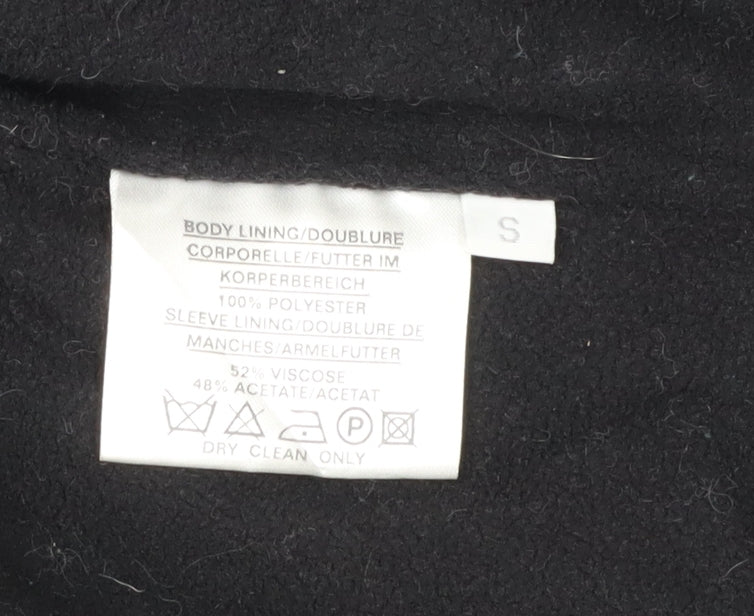 BODY LINING/DOUBLURE
CORPORELLE/FUTTER IM
KORPERBEREICH
100% POLYESTER
SLEEVE LINING/DOUBLURE DE
MANCHES/ARMELFUTTER
52% VISCOSE
48% ACETATE/ACETAT
P
DRY CLEAN ONLY
S